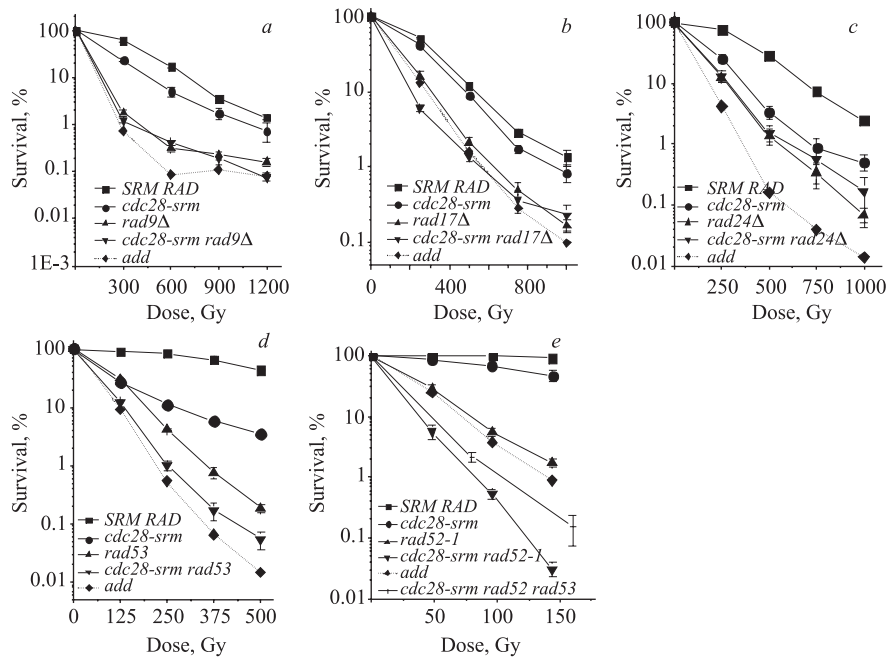 a
Survival, %
100
10
1
0.1
0.01
1E-3
SRM RAD
cdc28-srm
rad9Δ
cdc28-srm rad9Δ
add
300 600 900 1200
Dose, Gy
b
Survival, %
100
10
1
0.1
SRM RAD
cdc28-srm
rad17Δ
cdc28-srm rad17Δ
add
0 400 800
Dose, Gy
c
Survival, %
100
10
1
0.1
0.01
SRM RAD
cdc28-srm
rad24Δ
cdc28-srm rad24Δ
add
0 250 500 750 1000
Dose, Gy
d
Survival, %
100
10
1
0.1
0.01
SRM RAD
cdc28-srm
rad53
cdc28-srm rad53
add
0 125 250 375 500
Dose, Gy
e
Survival, %
100
10
1
0.1
0.01
SRM RAD
cdc28-srm
rad52-1
cdc28-srm rad52-1
add
cdc28-srm rad52 rad53
50 100 150
Dose, Gy